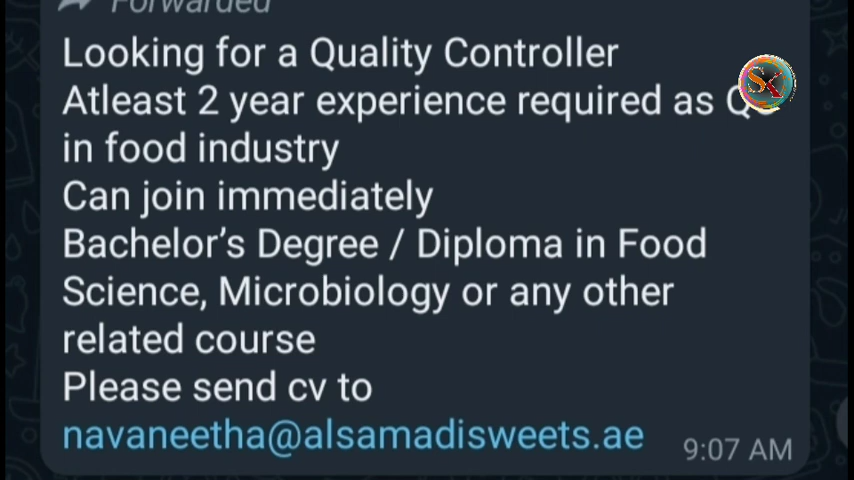 Forwarded
Looking for a Quality Controller
Atleast 2 year experience required as
in food industry
Can join immediately
Bachelor's Degree / Diploma in Food
Science, Microbiology or any other
related course
Please send cv to
navaneetha@alsamadisweets.ae
9:07 AM
SK